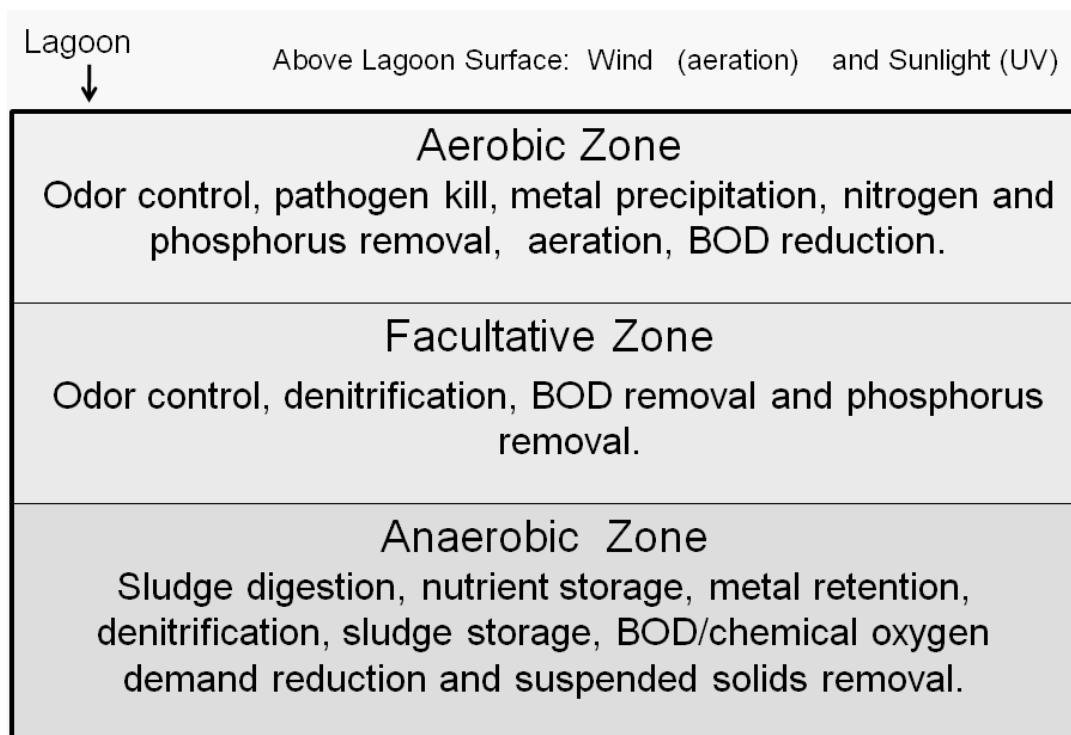 Lagoon
Above Lagoon Surface: Wind (aeration) and Sunlight (UV)
Aerobic Zone
Odor control, pathogen kill, metal precipitation, nitrogen and
phosphorus removal, aeration, BOD reduction.
Facultative Zone
Odor control, denitrification, BOD removal and phosphorus
removal.
Anaerobic Zone
Sludge digestion, nutrient storage, metal retention,
denitrification, sludge storage, BOD/chemical oxygen
demand reduction and suspended solids removal.